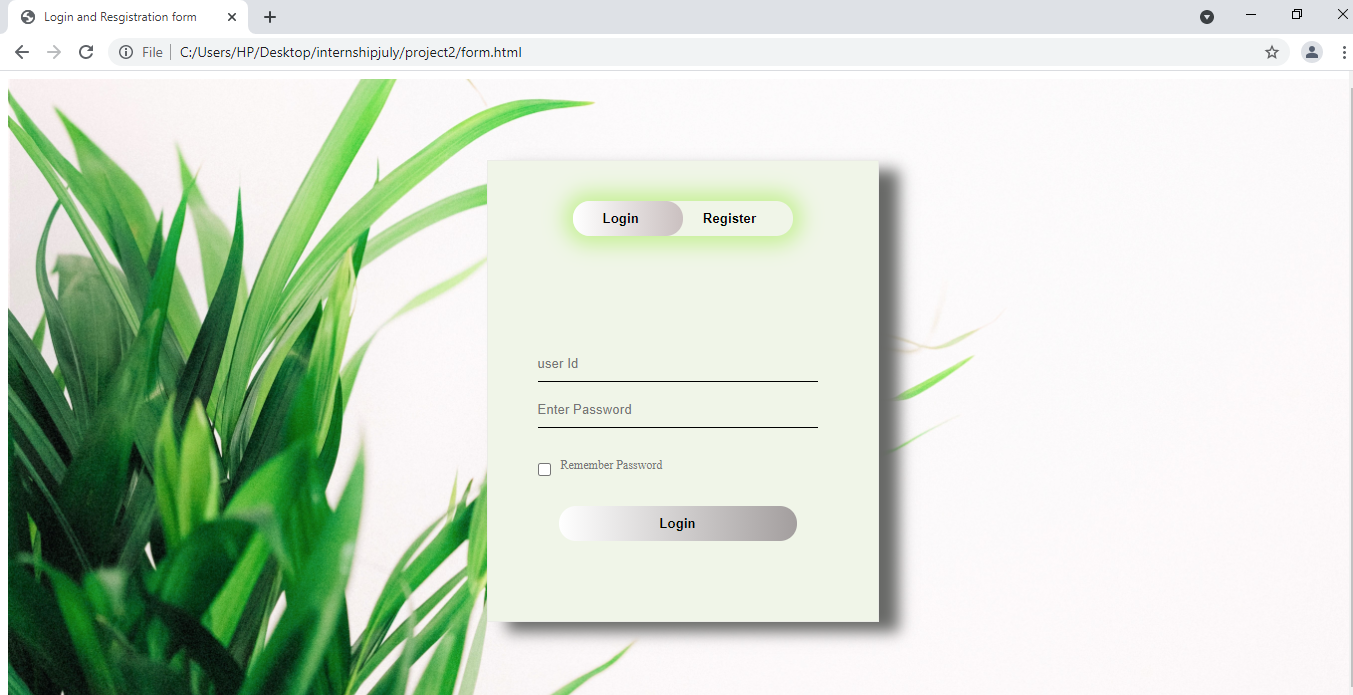 Login and Resgistration form
File C:/Users/HP/Desktop/internshipjuly/project2/form.html
Login Register
user Id
Enter Password
Remember Password
Login